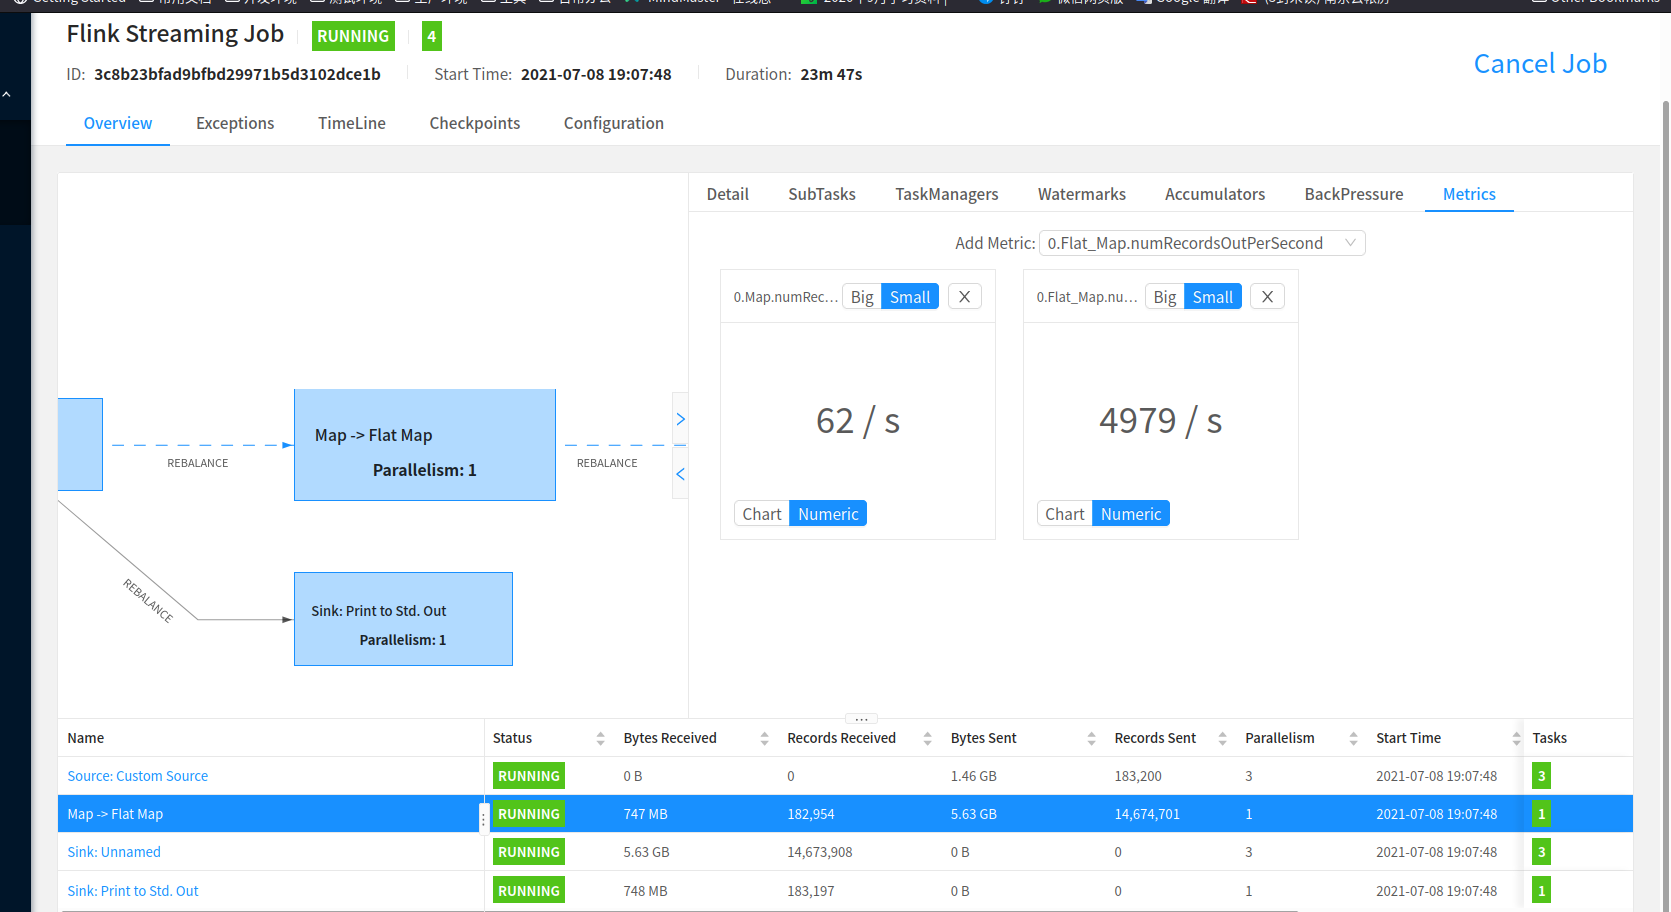 Getting Started
MindMaster
Google 翻译
Other Bookmarks
Flink Streaming Job RUNNING 4
ID: 3c8b23bfad9bfbd29971b5d3102dce1b Start Time: 2021-07-08 19:07:48 Duration: 23m 47s
Cancel Job
Overview Exceptions TimeLine Checkpoints Configuration
Detail SubTasks TaskManagers Watermarks Accumulators BackPressure Metrics
Add Metric: 0.Flat_Map.numRecordsOutPerSecond
0.Map.numRec... Big Small X
0.Flat_Map.nu... Big Small X
62 / s
4979 / s
Chart Numeric
Chart Numeric
REBALANCE
Map -> Flat Map
Parallelism: 1
REBALANCE
REBALANCE
Sink: Print to Std. Out
Parallelism: 1
Name Status Bytes Received Records Received Bytes Sent Records Sent Parallelism Start Time Tasks
Source: Custom Source RUNNING 0 B 0 1.46 GB 183,200 3 2021-07-08 19:07:48 3
Map -> Flat Map RUNNING 747 MB 182,954 5.63 GB 14,674,701 1 2021-07-08 19:07:48 1
Sink: Unnamed RUNNING 5.63 GB 14,673,908 0 B 0 3 2021-07-08 19:07:48 3
Sink: Print to Std. Out RUNNING 748 MB 183,197 0 B 0 1 2021-07-08 19:07:48 1